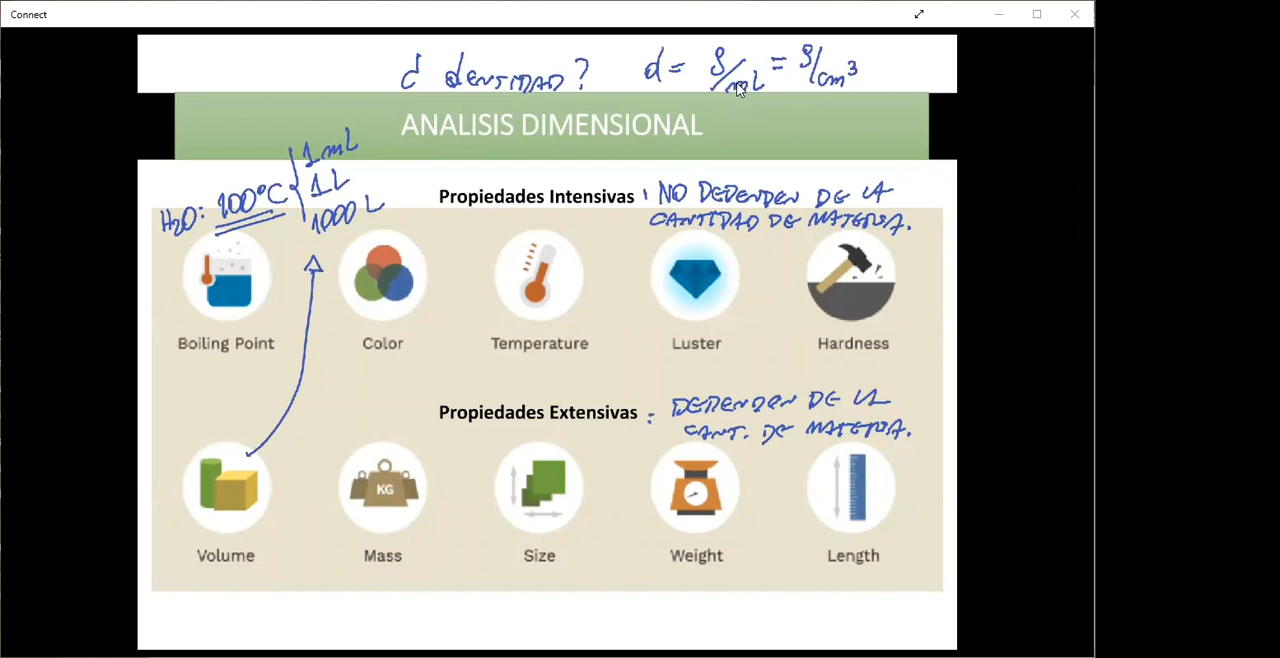 Connect
¿ DENSIDAD? d = g/mL = g/cm³
ANALISIS DIMENSIONAL
H₂O: 100°C { 1 mL
1 L
1000 L
Propiedades Intensivas : NO DEPENDEN DE LA
CANTIDAD DE MATERIA.
Boiling Point
Color
Temperature
Luster
Hardness
Propiedades Extensivas : DEPENDEN DE LA
CANT. DE MATERIA.
Volume
KG
Mass
Size
Weight
Length